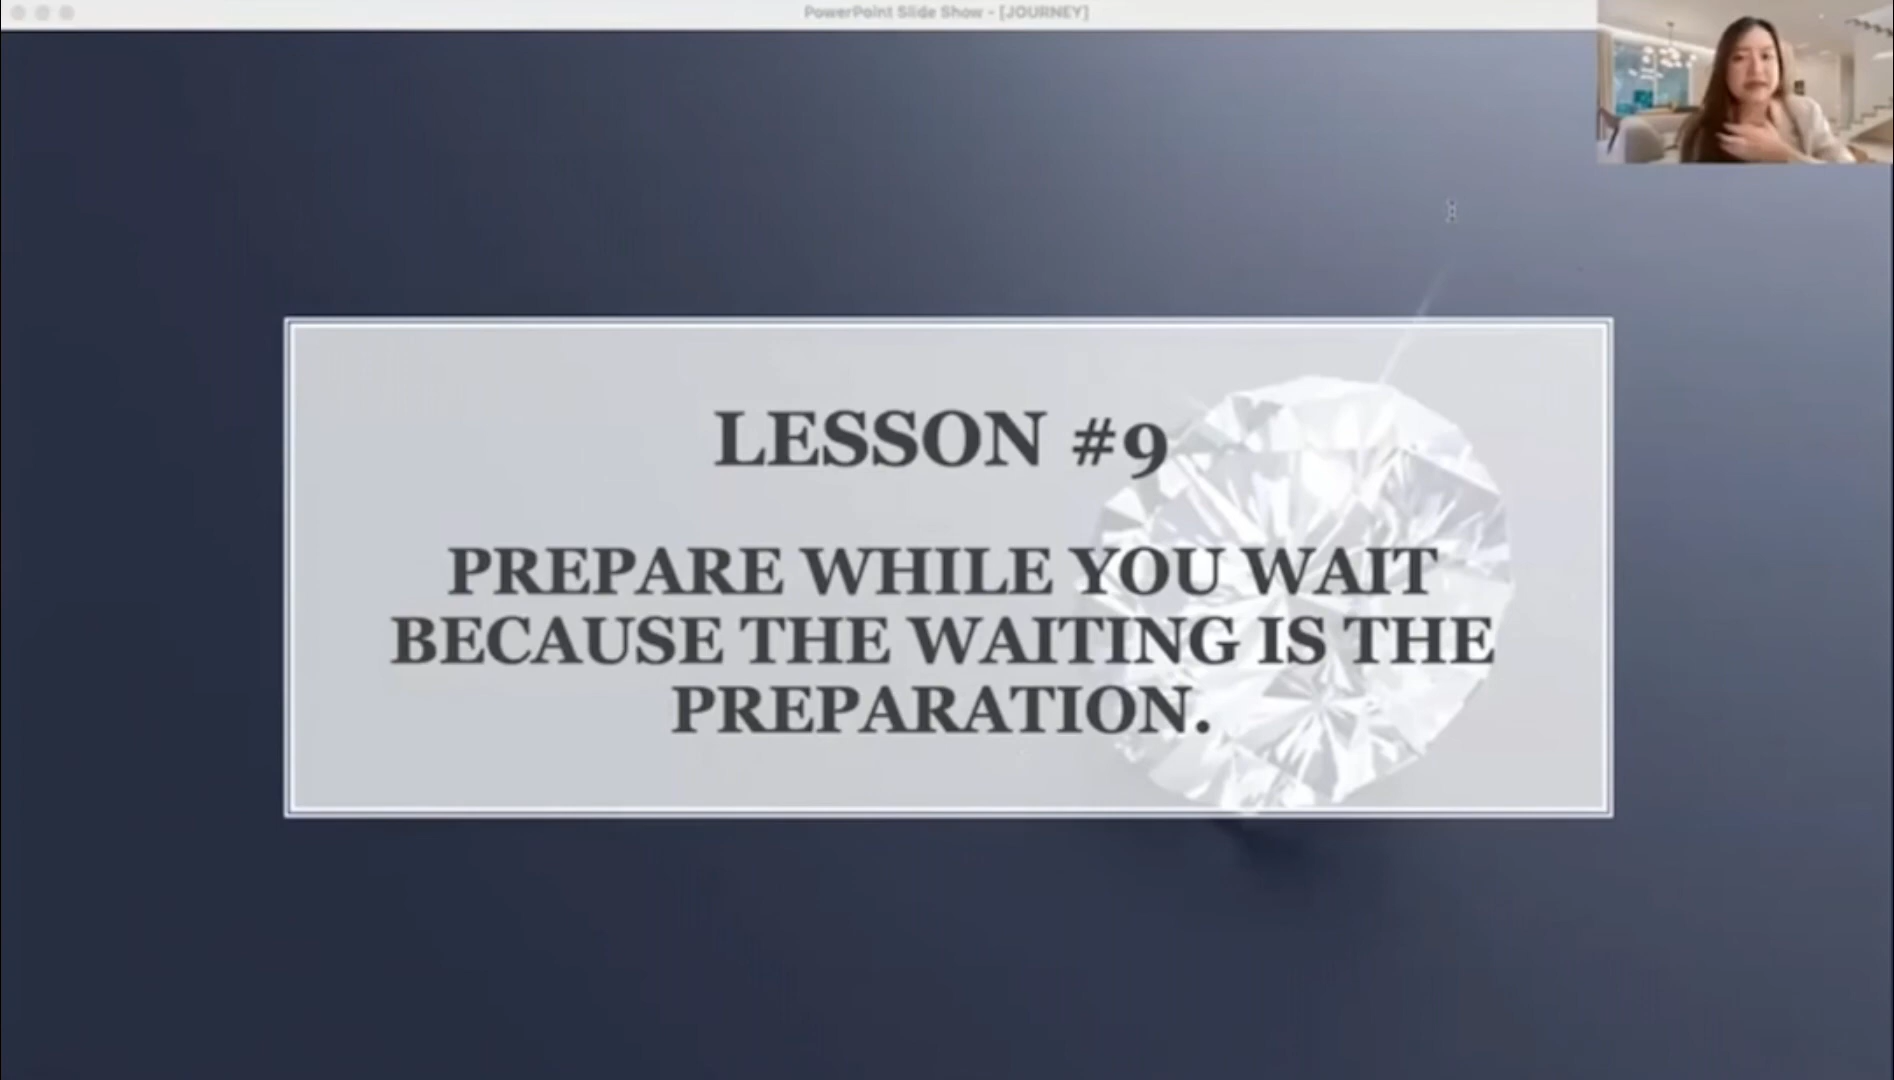 PowerPoint Slide Show - [JOURNEY]
LESSON #9
PREPARE WHILE YOU WAIT
BECAUSE THE WAITING IS THE
PREPARATION.